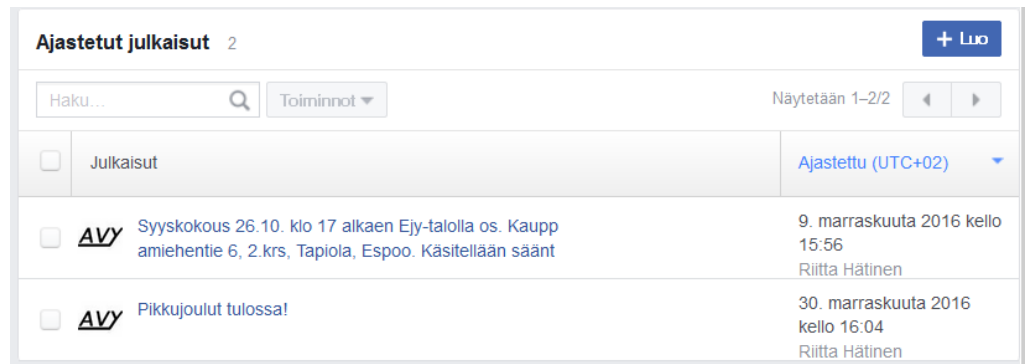 Ajastetut julkaisut 2
+ Luo
Haku...
Toiminnot
Näytetään 1–2/2
Julkaisut
Ajastettu (UTC+02)
AVY
Syyskokous 26.10. klo 17 alkaen Ejy-talolla os. Kaupp
amiehentie 6, 2.krs, Tapiola, Espoo. Käsitellään säänt
9. marraskuuta 2016 kello
15:56
Riitta Hätinen
AVY
Pikkujoulut tulossa!
30. marraskuuta 2016
kello 16:04
Riitta Hätinen